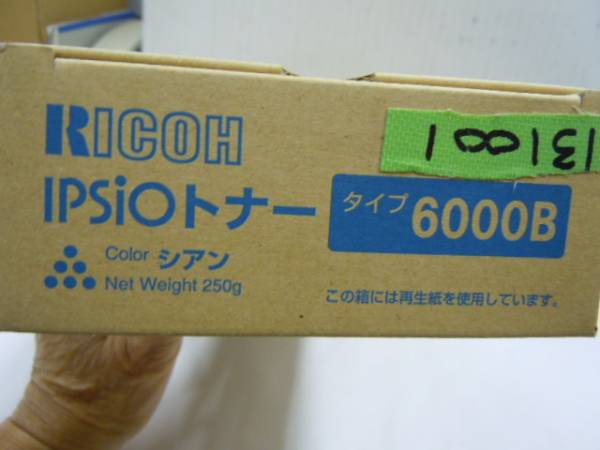 RICOH
IPSiOトナー タイプ 6000B
Color シアン
Net Weight 250g
この箱には再生紙を使用しています。